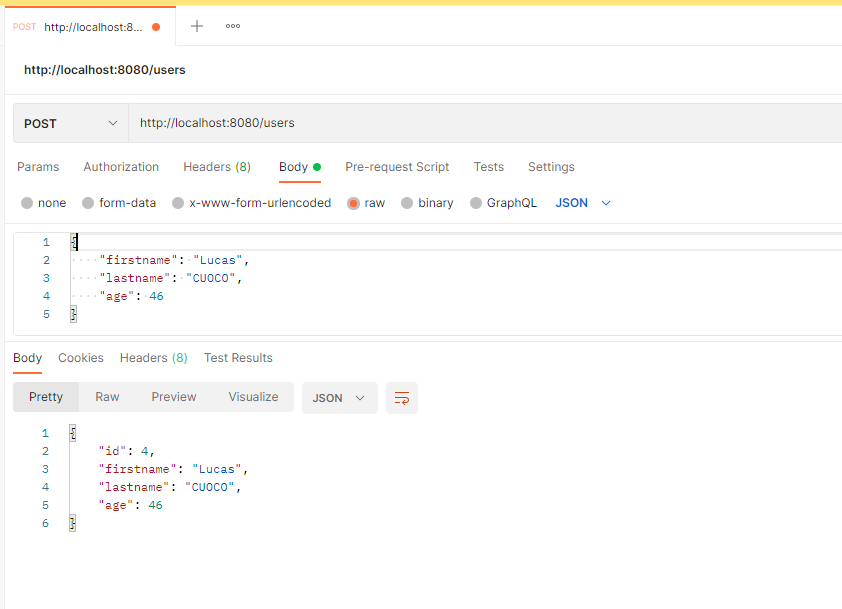 POST http://localhost:8...
http://localhost:8080/users
POST http://localhost:8080/users
Params Authorization Headers (8) Body Pre-request Script Tests Settings
none form-data x-www-form-urlencoded raw binary GraphQL JSON
1 {
2 "firstname": "Lucas",
3 "lastname": "CUOCO",
4 "age": 46
5 }
Body Cookies Headers (8) Test Results
Pretty Raw Preview Visualize JSON
1 {
2 "id": 4,
3 "firstname": "Lucas",
4 "lastname": "CUOCO",
5 "age": 46
6 }